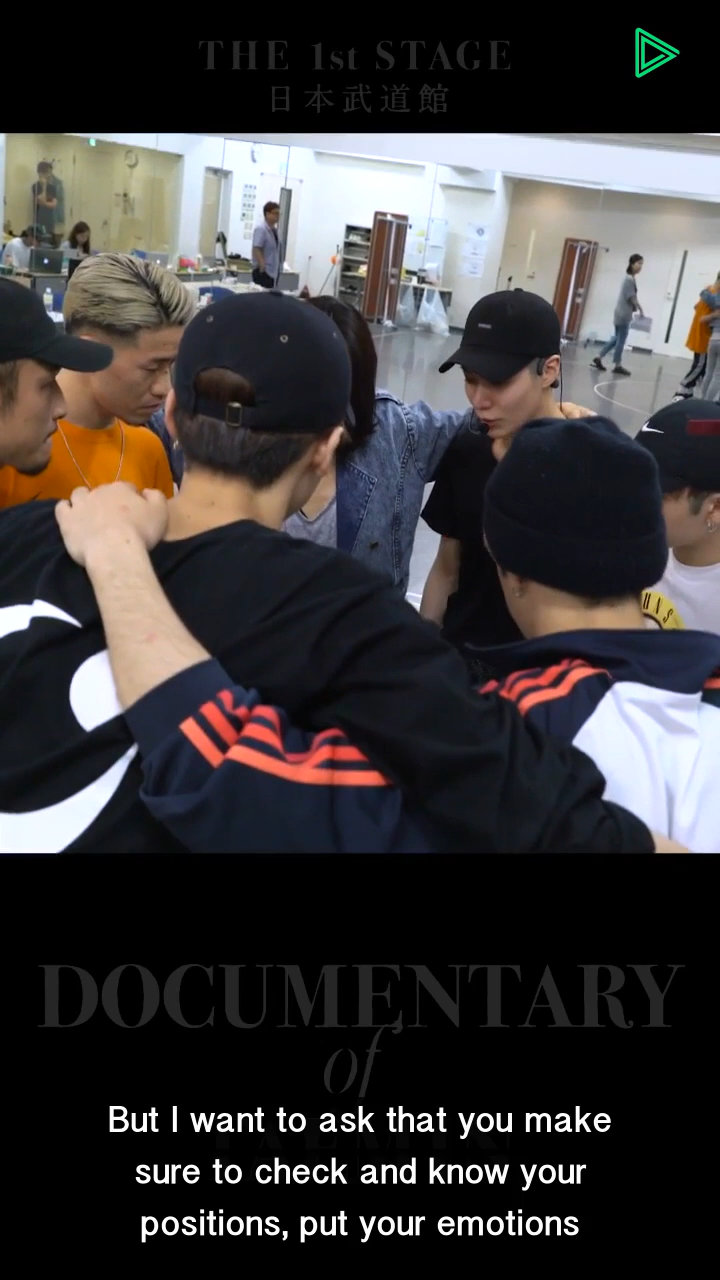 THE 1st STAGE
日本武道館
DOCUMENTARY
of
But I want to ask that you make
sure to check and know your
positions, put your emotions